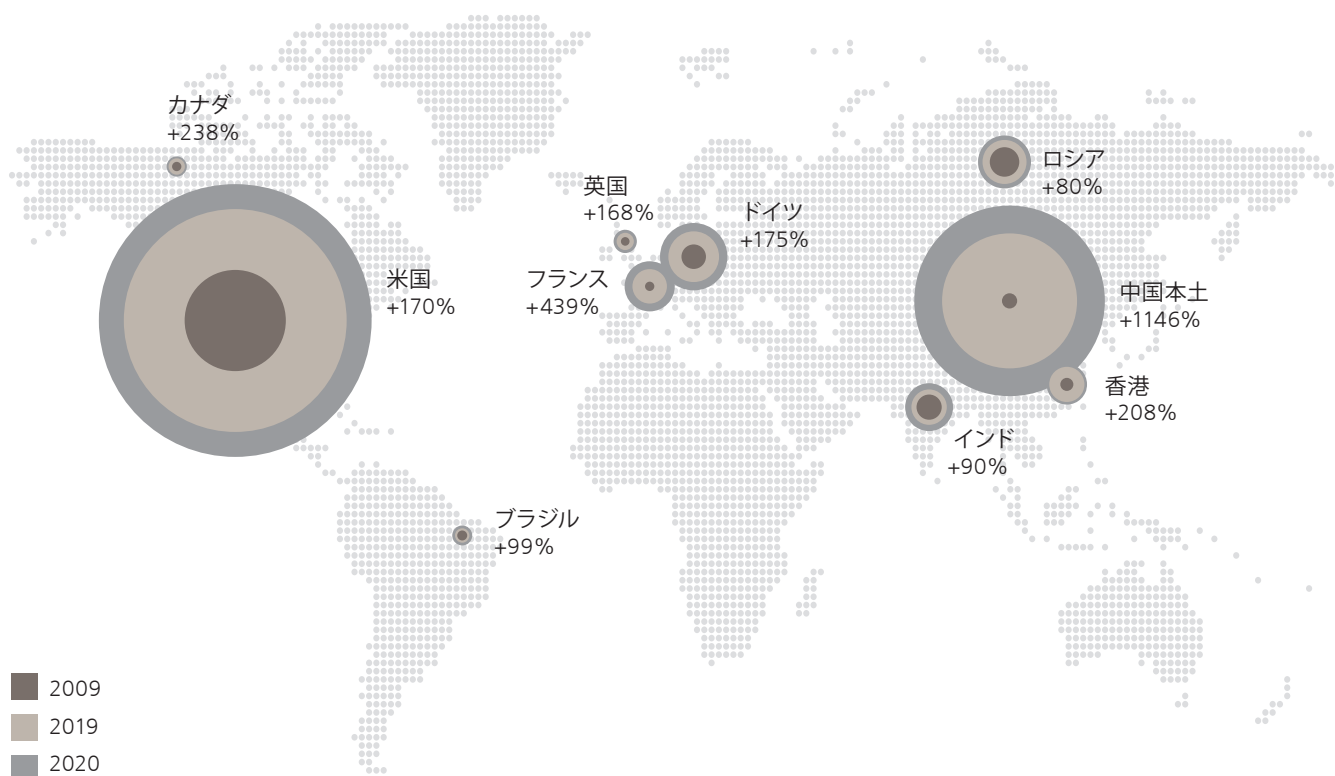 カナダ
+238%
英国
+168%
ドイツ
+175%
ロシア
+80%
米国
+170%
フランス
+439%
中国本土
+1146%
香港
+208%
インド
+90%
ブラジル
+99%
2009
2019
2020